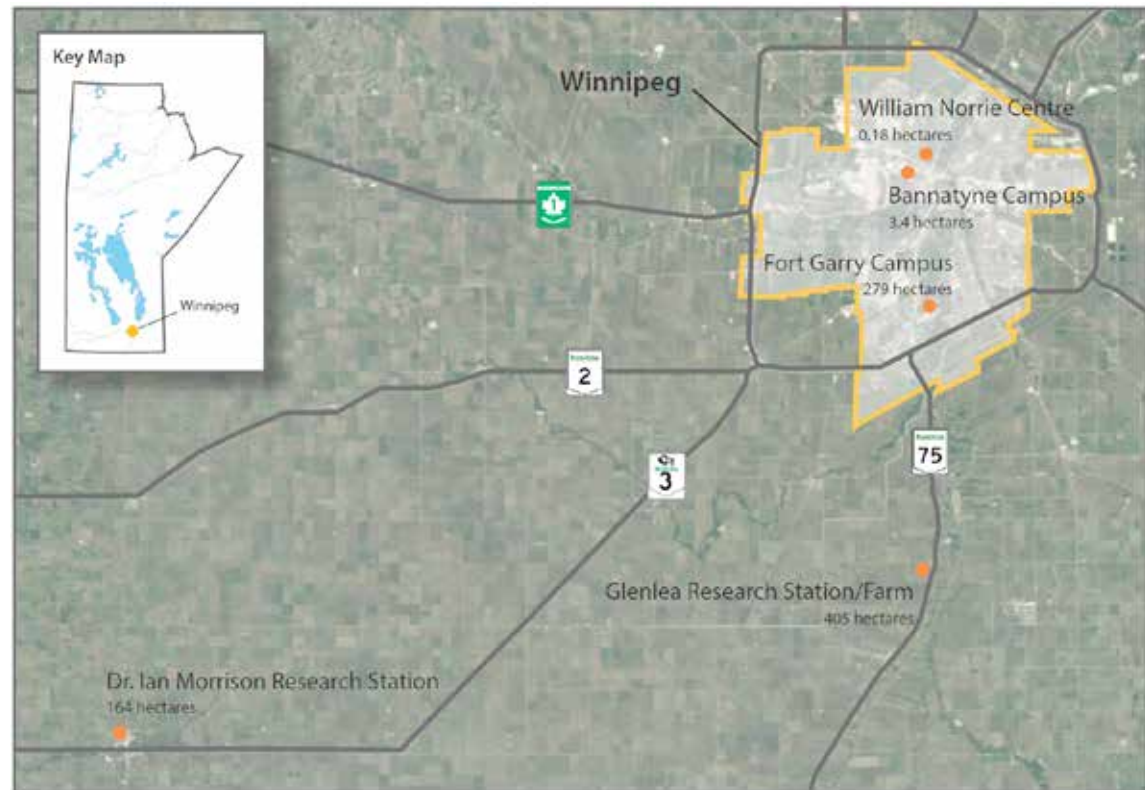 Key Map
Winnipeg
Winnipeg
William Norrie Centre
0.18 hectares
Bannatyne Campus
3.4 hectares
Fort Garry Campus
279 hectares
1
2
3
75
Glenlea Research Station/Farm
405 hectares
Dr. Ian Morrison Research Station
164 hectares